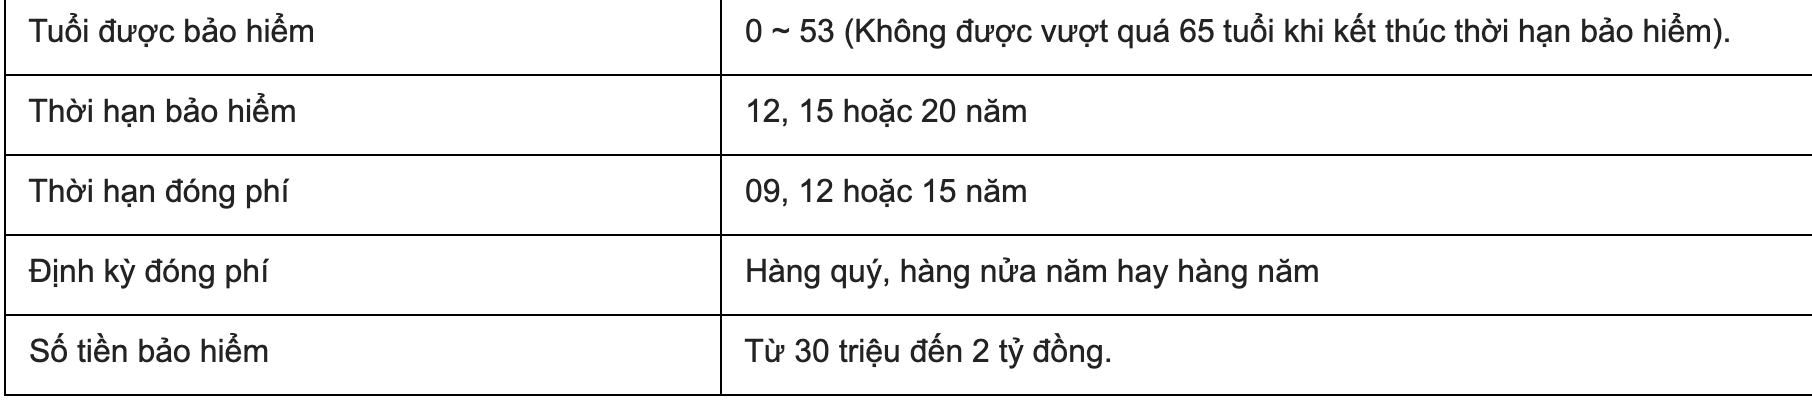 Tuổi được bảo hiểm
0 ~ 53 (Không được vượt quá 65 tuổi khi kết thúc thời hạn bảo hiểm).
Thời hạn bảo hiểm
12, 15 hoặc 20 năm
Thời hạn đóng phí
09, 12 hoặc 15 năm
Định kỳ đóng phí
Hàng quý, hàng nửa năm hay hàng năm
Số tiền bảo hiểm
Từ 30 triệu đến 2 tỷ đồng.